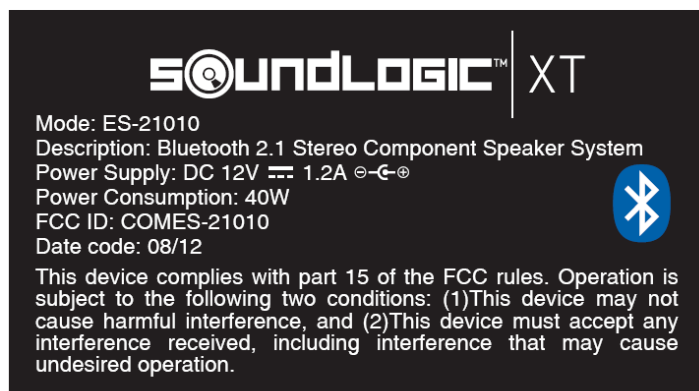 SOUNDLOGIC™ XT
Mode: ES-21010
Description: Bluetooth 2.1 Stereo Component Speaker System
Power Supply: DC 12V ⎓ 1.2A ⊖-C-⊕
Power Consumption: 40W
FCC ID: COMES-21010
Date code: 08/12
This device complies with part 15 of the FCC rules. Operation is
subject to the following two conditions: (1)This device may not
cause harmful interference, and (2)This device must accept any
interference received, including interference that may cause
undesired operation.